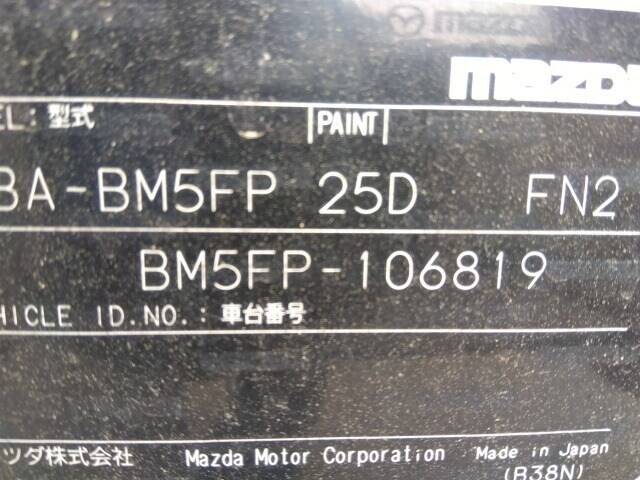 mazda
mazda
EL: 型式 PAINT
BA-BM5FP 25D FN2
BM5FP-106819
HICLE ID.NO.: 車台番号
ツダ株式会社 Mazda Motor Corporation Made in Japan
(B38N)